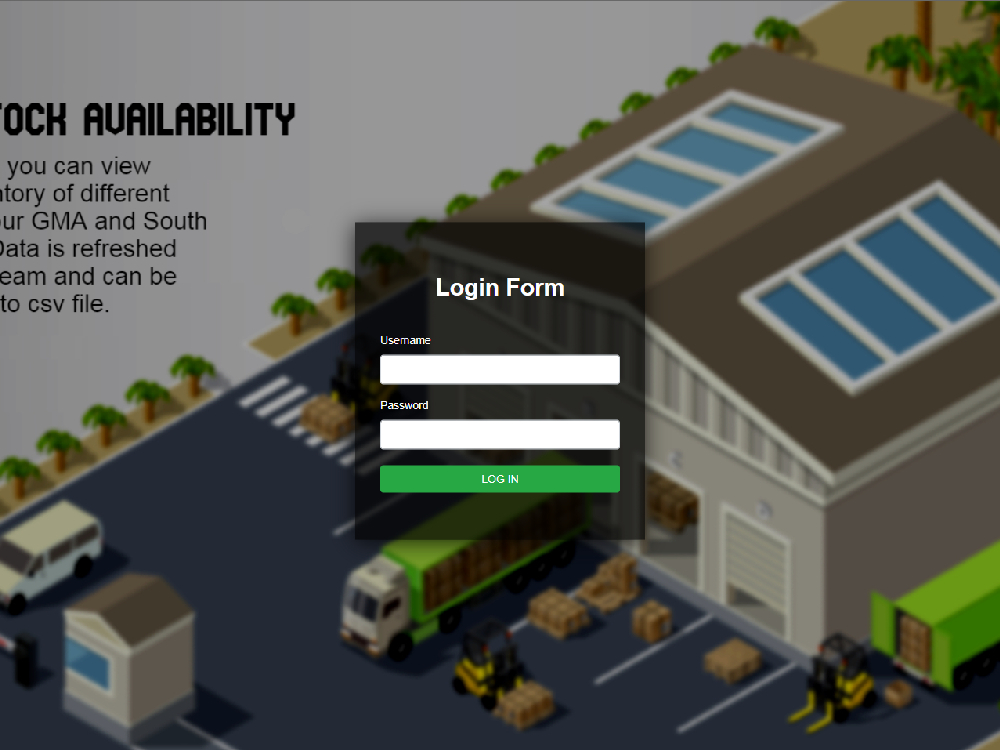 TOCK AVAILABILITY
you can view
ntory of different
our GMA and South
Data is refreshed
eam and can be
to csv file.
Login Form
Username
Password
LOG IN